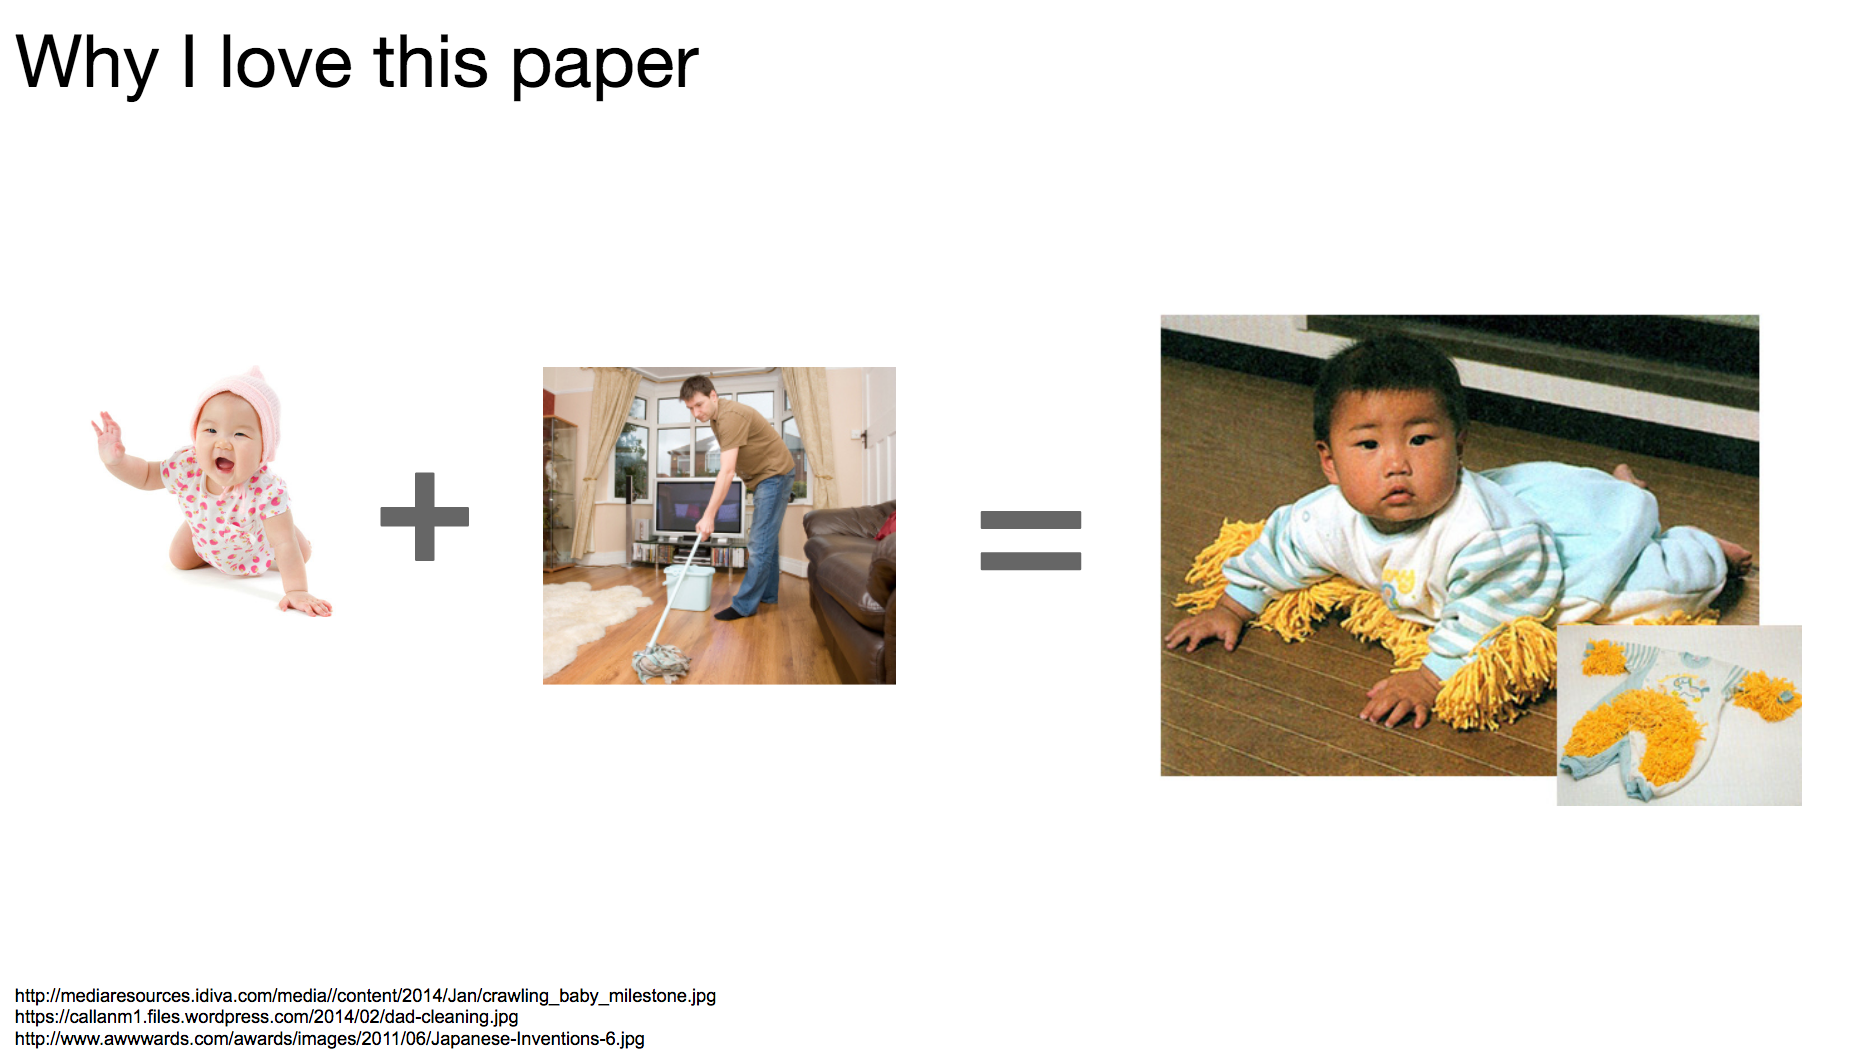 Why I love this paper
http://mediaresources.idiva.com/media//content/2014/Jan/crawling_baby_milestone.jpg
https://callanm1.files.wordpress.com/2014/02/dad-cleaning.jpg
http://www.awwwards.com/awards/images/2011/06/Japanese-Inventions-6.jpg